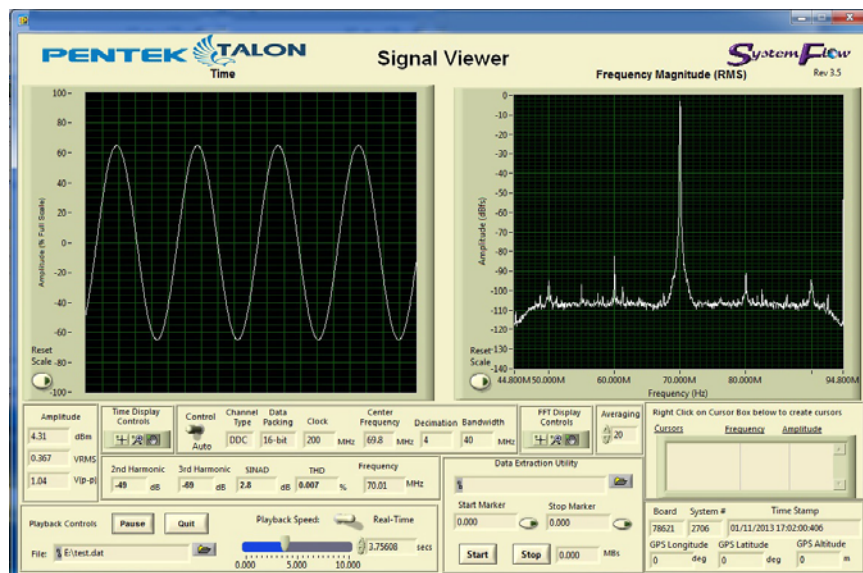 PENTEK TALON
Signal Viewer
SystemFlow
Rev 3.5
Time
Frequency Magnitude (RMS)
100
80
60
40
20
0
-20
-40
-60
-80
-100
Amplitude (% Full Scale)
Reset
Scale
0
-10
-20
-30
-40
-50
-60
-70
-80
-90
-100
-110
-120
-130
-140
Amplitude (dBfs)
Reset
Scale
44.800M 50.000M 60.000M 70.000M 80.000M 94.800M
Frequency (Hz)
Amplitude
4.31 dBm
0.367 VRMS
1.04 V(p-p)
Time Display
Controls
Control
Auto
Channel
Type
DDC
Data
Packing
16-bit
Clock
200 MHz
Center
Frequency
69.8 MHz
Decimation
4
Bandwidth
40 MHz
FFT Display
Controls
Averaging
20
2nd Harmonic
-49 dB
3rd Harmonic
-69 dB
SINAD
2.8 dB
THD
0.007 %
Frequency
70.01 MHz
Data Extraction Utility
Start Marker
0.000
Stop Marker
0.000
Start
Stop
0.000 MBs
Right Click on Cursor Box below to create cursors
Cursors Frequency Amplitude
Playback Controls
Pause
Quit
Playback Speed:
Real-Time
File: E:\test.dat
0.000 5.000 10.000
3.75608 secs
Board System # Time Stamp
78621 2706 01/11/2013 17:02:00:406
GPS Longitude GPS Latitude GPS Altitude
0 deg 0 deg 0 m